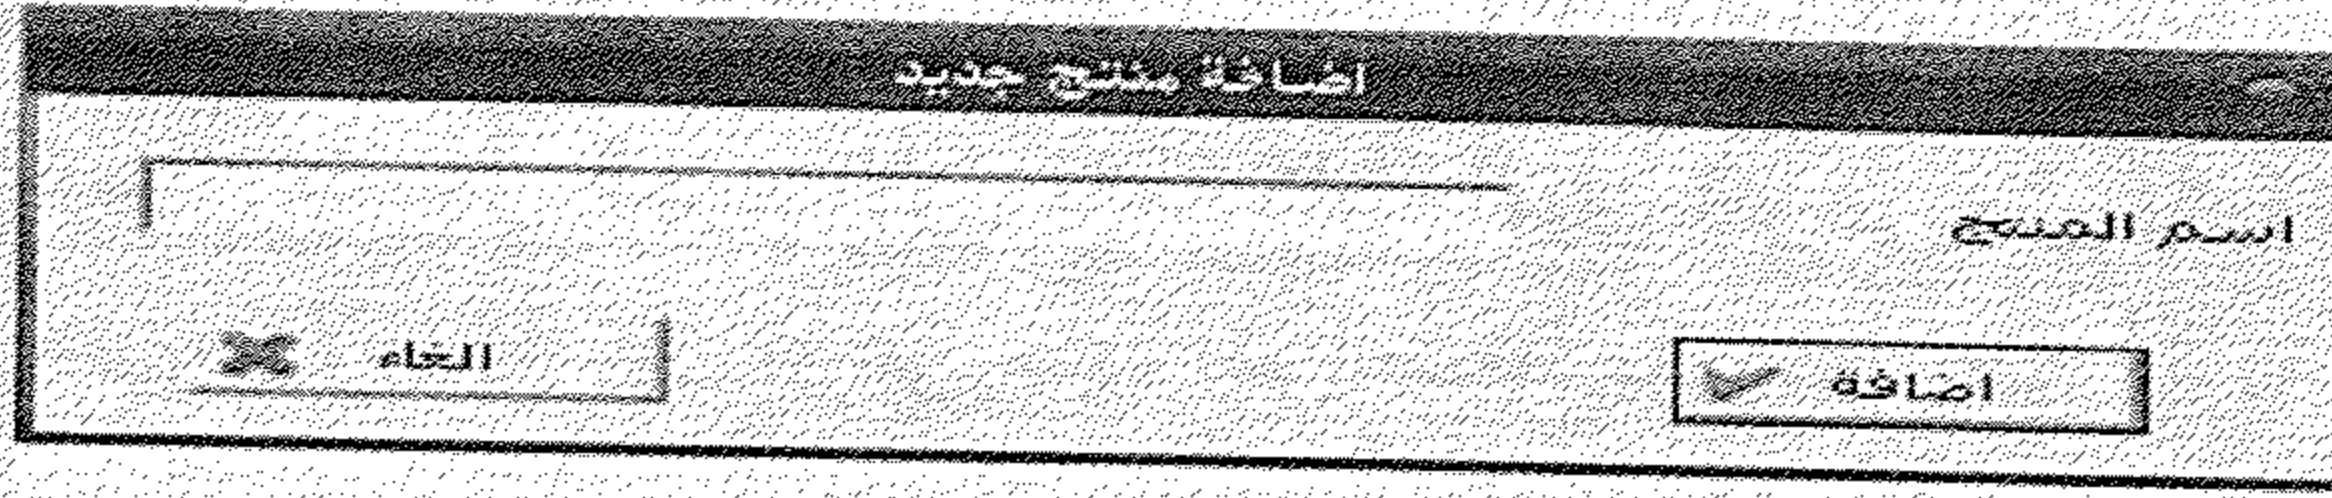 اضافة منتج جديد
اسم المنتج
اضافة
الغاء